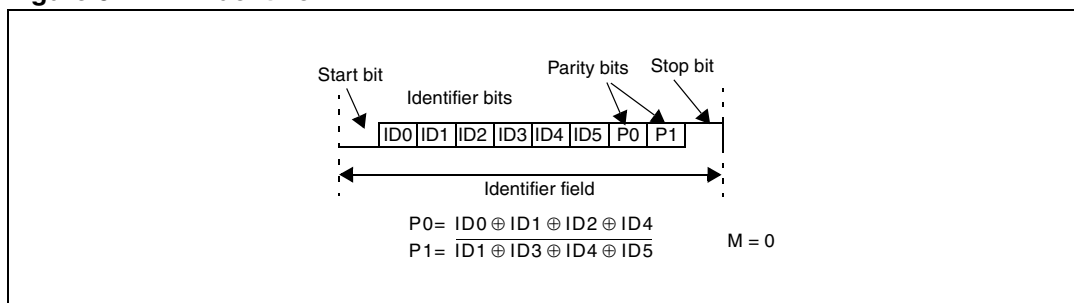 Start bit
Parity bits
Stop bit
Identifier bits
ID0 ID1 ID2 ID3 ID4 ID5 P0 P1
Identifier field
P0= ID0 ⊕ ID1 ⊕ ID2 ⊕ ID4
P1= ID1 ⊕ ID3 ⊕ ID4 ⊕ ID5
M = 0